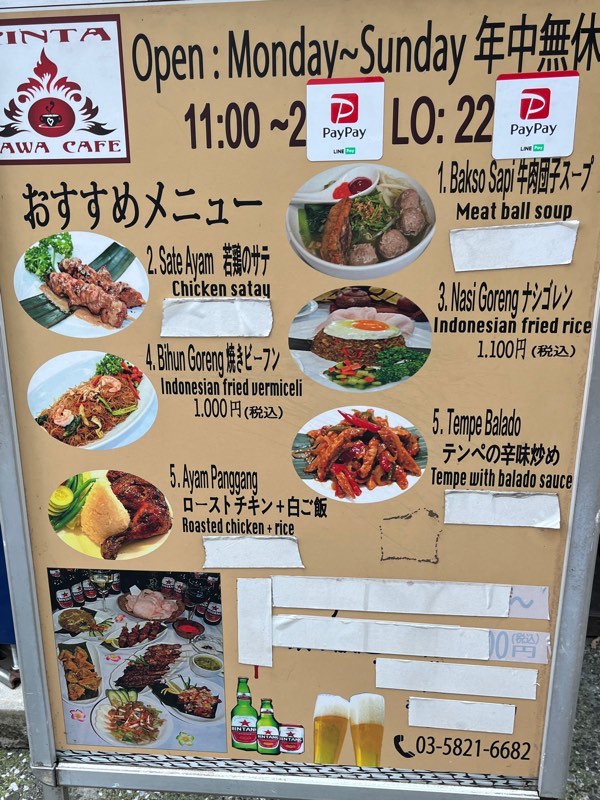 INTA
AWA CAFE
Open : Monday~Sunday 年中無休
11:00 ~2
LO: 22
PayPay
LINE Pay
PayPay
LINE Pay
おすすめメニュー
1. Bakso Sapi 牛肉団子スープ
Meat ball soup
2. Sate Ayam 若鶏のサテ
Chicken satay
3. Nasi Goreng ナシゴレン
Indonesian fried rice
1.100円 (税込)
4. Bihun Goreng 焼きビーフン
Indonesian fried vermiceli
1.000円 (税込)
5. Tempe Balado
テンペの辛味炒め
Tempe with balado sauce
5. Ayam Panggang
ローストチキン + 白ご飯
Roasted chicken + rice
~
00円 (税込)
BINTANG
03-5821-6682